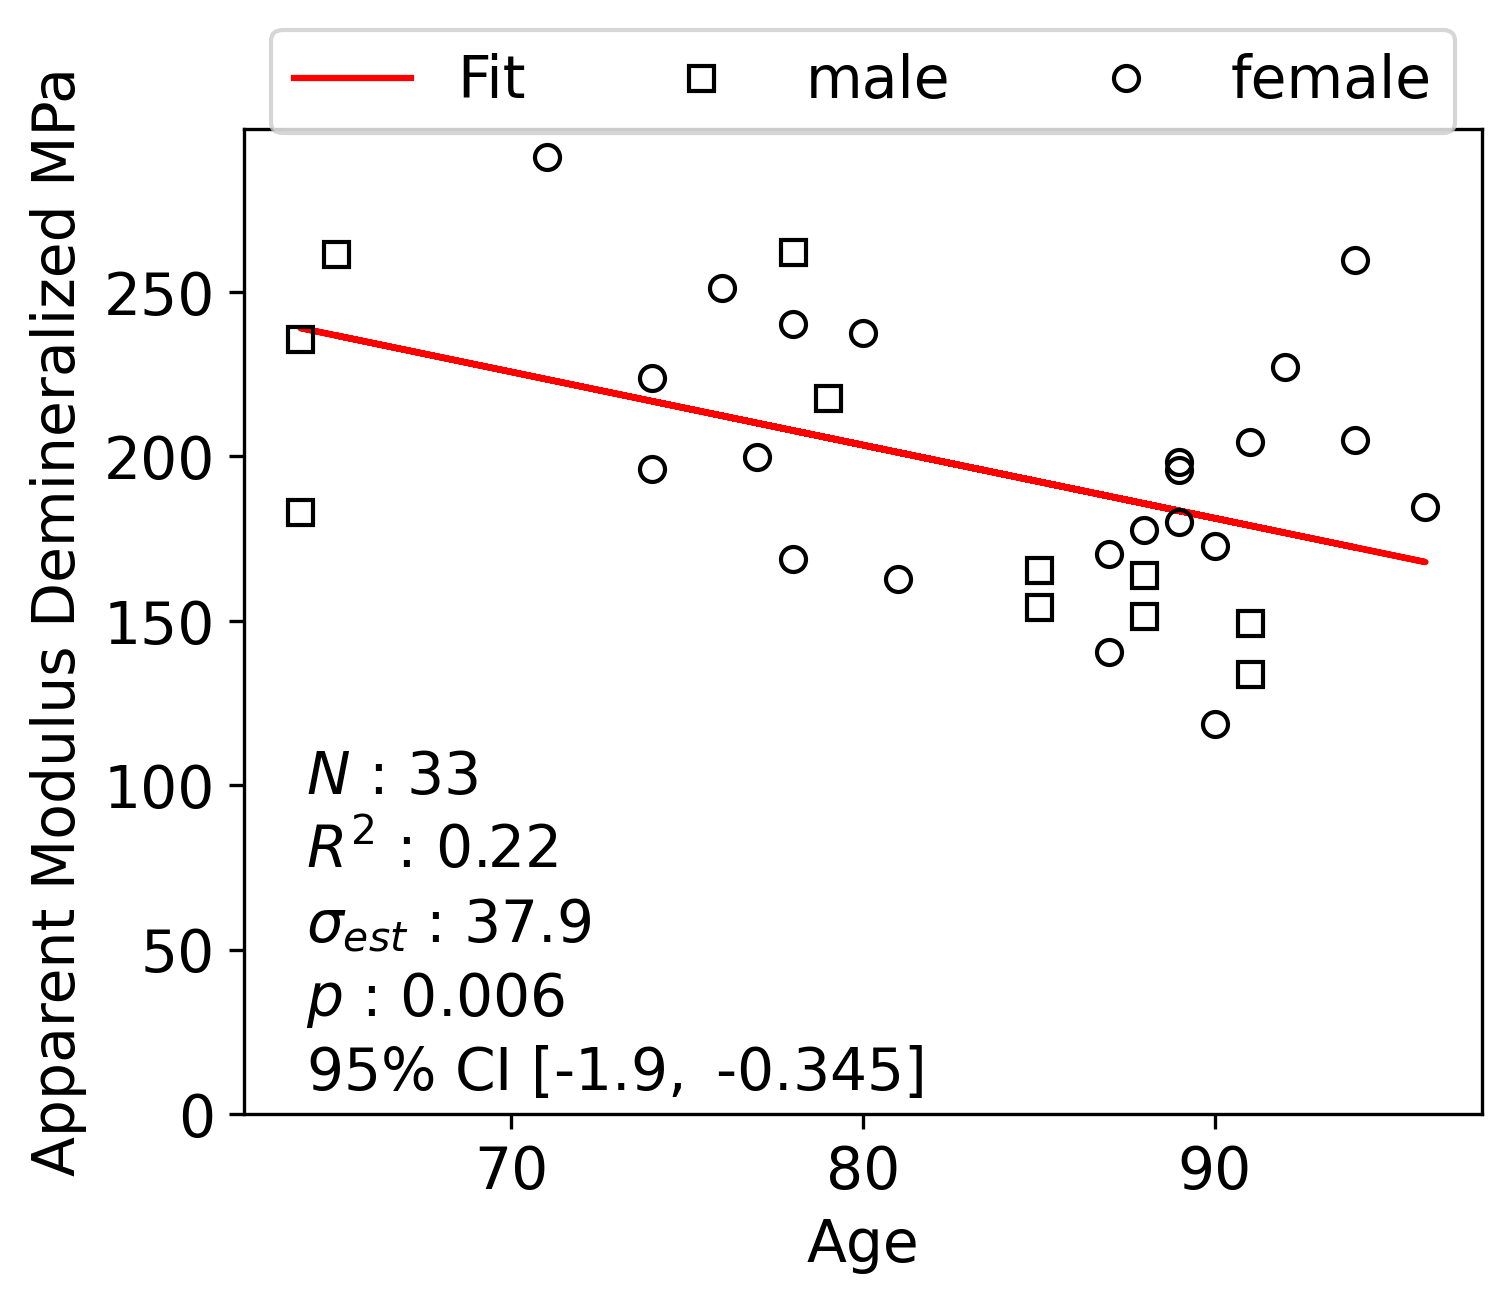 Fit male female
Apparent Modulus Demineralized MPa
250
200
150
100
50
0
N : 33
R² : 0.22
σest : 37.9
p : 0.006
95% CI [-1.9, -0.345]
70 80 90
Age